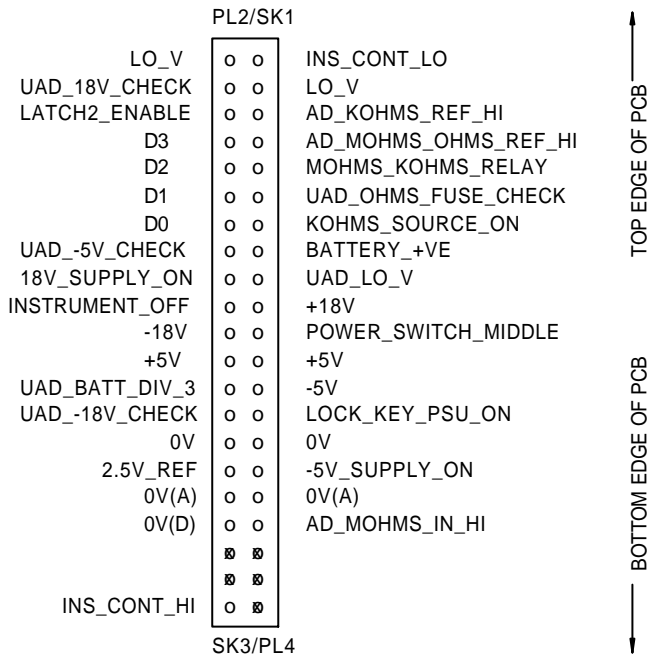 PL2/SK1
LO_V o o INS_CONT_LO
UAD_18V_CHECK o o LO_V
LATCH2_ENABLE o o AD_KOHMS_REF_HI
D3 o o AD_MOHMS_OHMS_REF_HI
D2 o o MOHMS_KOHMS_RELAY
D1 o o UAD_OHMS_FUSE_CHECK
D0 o o KOHMS_SOURCE_ON
UAD_-5V_CHECK o o BATTERY_+VE
18V_SUPPLY_ON o o UAD_LO_V
INSTRUMENT_OFF o o +18V
-18V o o POWER_SWITCH_MIDDLE
+5V o o +5V
UAD_BATT_DIV_3 o o -5V
UAD_-18V_CHECK o o LOCK_KEY_PSU_ON
0V o o 0V
2.5V_REF o o -5V_SUPPLY_ON
0V(A) o o 0V(A)
0V(D) o o AD_MOHMS_IN_HI
INS_CONT_HI o
SK3/PL4
TOP EDGE OF PCB
BOTTOM EDGE OF PCB